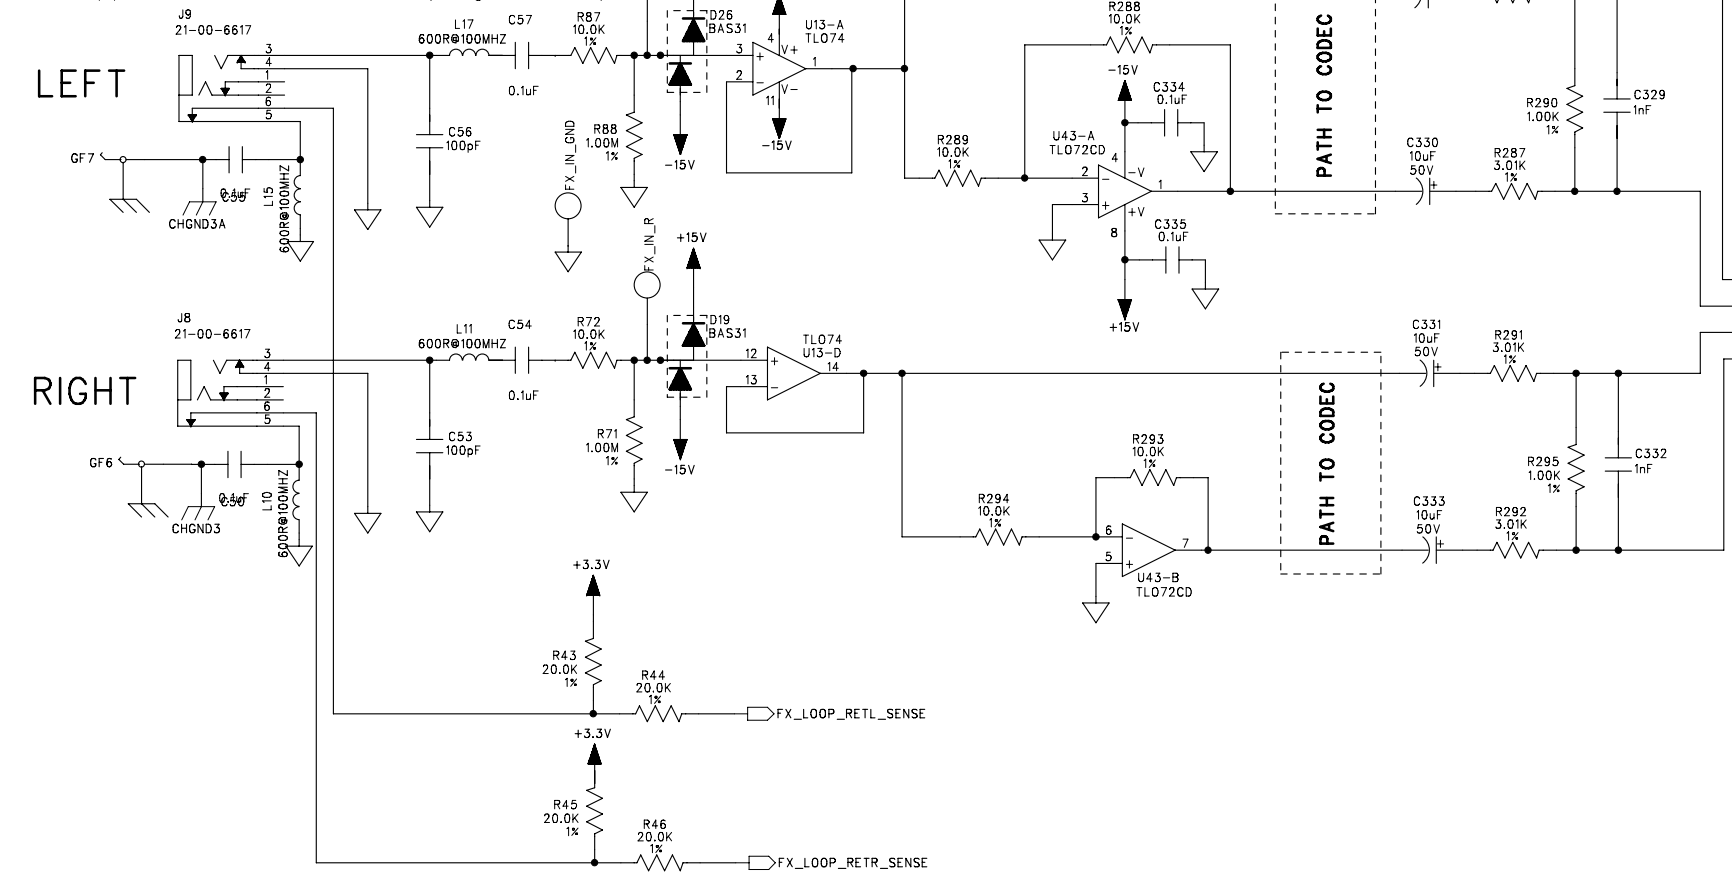 J9
21-00-6617
LEFT
3
4
1
2
6
5
GF7
CHGND3A
0.1uF
C55
L15
600R@100MHZ
L17
600R@100MHZ
C57
0.1uF
C56
100pF
R87
10.0K
1%
R88
1.00M
1%
FX_IN_GND
D26
BAS31
-15V
U13-A
TL074
3
2
4
V+
1
11
V-
-15V
R289
10.0K
1%
R288
10.0K
1%
-15V
C334
0.1uF
U43-A
TL072CD
4
2
-V
1
3
+V
8
C335
0.1uF
+15V
PATH TO CODEC
C330
10uF
50V
R287
3.01K
1%
R290
1.00K
1%
C329
1nF
J8
21-00-6617
RIGHT
3
4
1
2
6
5
GF6
CHGND3
0.1uF
C50
L10
600R@100MHZ
L11
600R@100MHZ
C54
0.1uF
C53
100pF
R72
10.0K
1%
R71
1.00M
1%
FX_IN_R
+15V
D19
BAS31
-15V
TL074
U13-D
12
13
14
R294
10.0K
1%
R293
10.0K
1%
6
5
7
U43-B
TL072CD
PATH TO CODEC
C331
10uF
50V
R291
3.01K
1%
C333
10uF
50V
R292
3.01K
1%
R295
1.00K
1%
C332
1nF
+3.3V
R43
20.0K
1%
R44
20.0K
1%
FX_LOOP_RETL_SENSE
+3.3V
R45
20.0K
1%
R46
20.0K
1%
FX_LOOP_RETR_SENSE